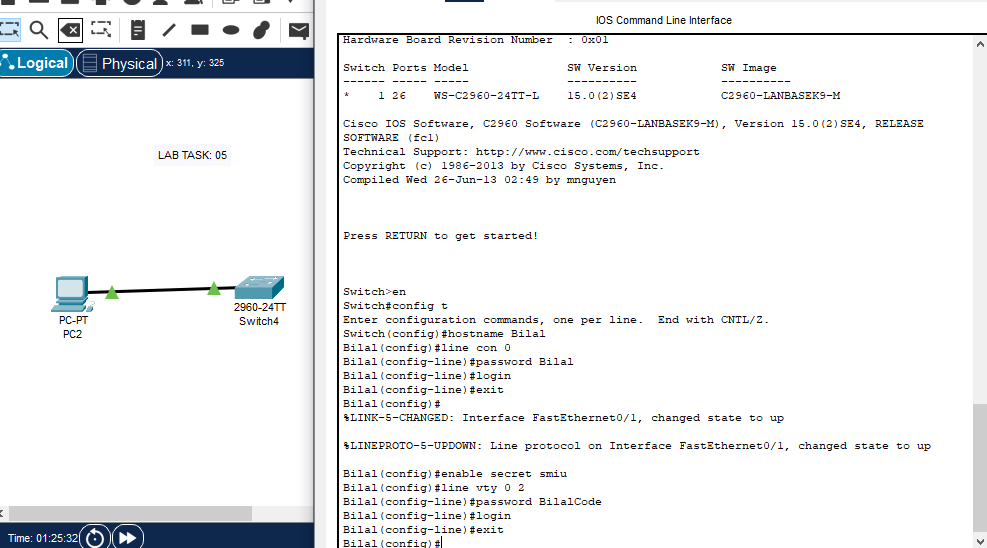 IOS Command Line Interface
Logical
Physical
x: 311, y: 325
LAB TASK: 05
PC-PT
PC2
2960-24TT
Switch4
Time: 01:25:32
Hardware Board Revision Number  : 0x01
Switch Ports Model              SW Version            SW Image
------ ----- -----              ----------            ----------
*    1 26    WS-C2960-24TT-L    15.0(2)SE4            C2960-LANBASEK9-M
Cisco IOS Software, C2960 Software (C2960-LANBASEK9-M), Version 15.0(2)SE4, RELEASE
SOFTWARE (fc1)
Technical Support: http://www.cisco.com/techsupport
Copyright (c) 1986-2013 by Cisco Systems, Inc.
Compiled Wed 26-Jun-13 02:49 by mnguyen
Press RETURN to get started!
Switch>en
Switch#config t
Enter configuration commands, one per line.  End with CNTL/Z.
Switch(config)#hostname Bilal
Bilal(config)#line con 0
Bilal(config-line)#password Bilal
Bilal(config-line)#login
Bilal(config-line)#exit
Bilal(config)#
%LINK-5-CHANGED: Interface FastEthernet0/1, changed state to up
%LINEPROTO-5-UPDOWN: Line protocol on Interface FastEthernet0/1, changed state to up
Bilal(config)#enable secret smiu
Bilal(config)#line vty 0 2
Bilal(config-line)#password BilalCode
Bilal(config-line)#login
Bilal(config-line)#exit
Bilal(config)#